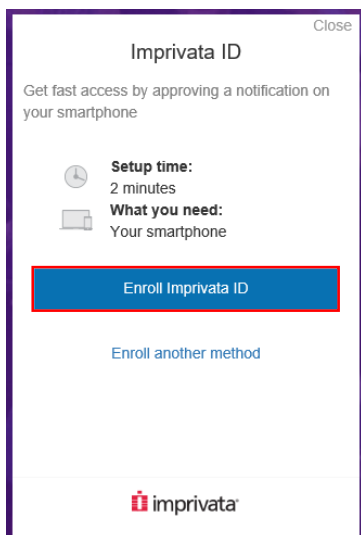 Close
Imprivata ID
Get fast access by approving a notification on
your smartphone
Setup time:
2 minutes
What you need:
Your smartphone
Enroll Imprivata ID
Enroll another method
imprivata